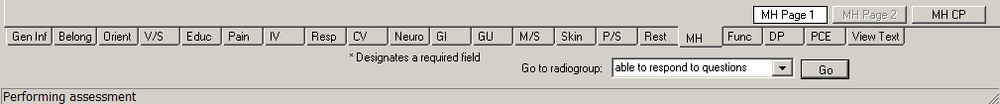 MH Page 1 MH Page 2 MH CP
Gen Inf Belong Orient V/S Educ Pain IV Resp CV Neuro GI GU M/S Skin P/S Rest MH Func DP PCE View Text
* Designates a required field
Go to radiogroup: able to respond to questions Go
Performing assessment